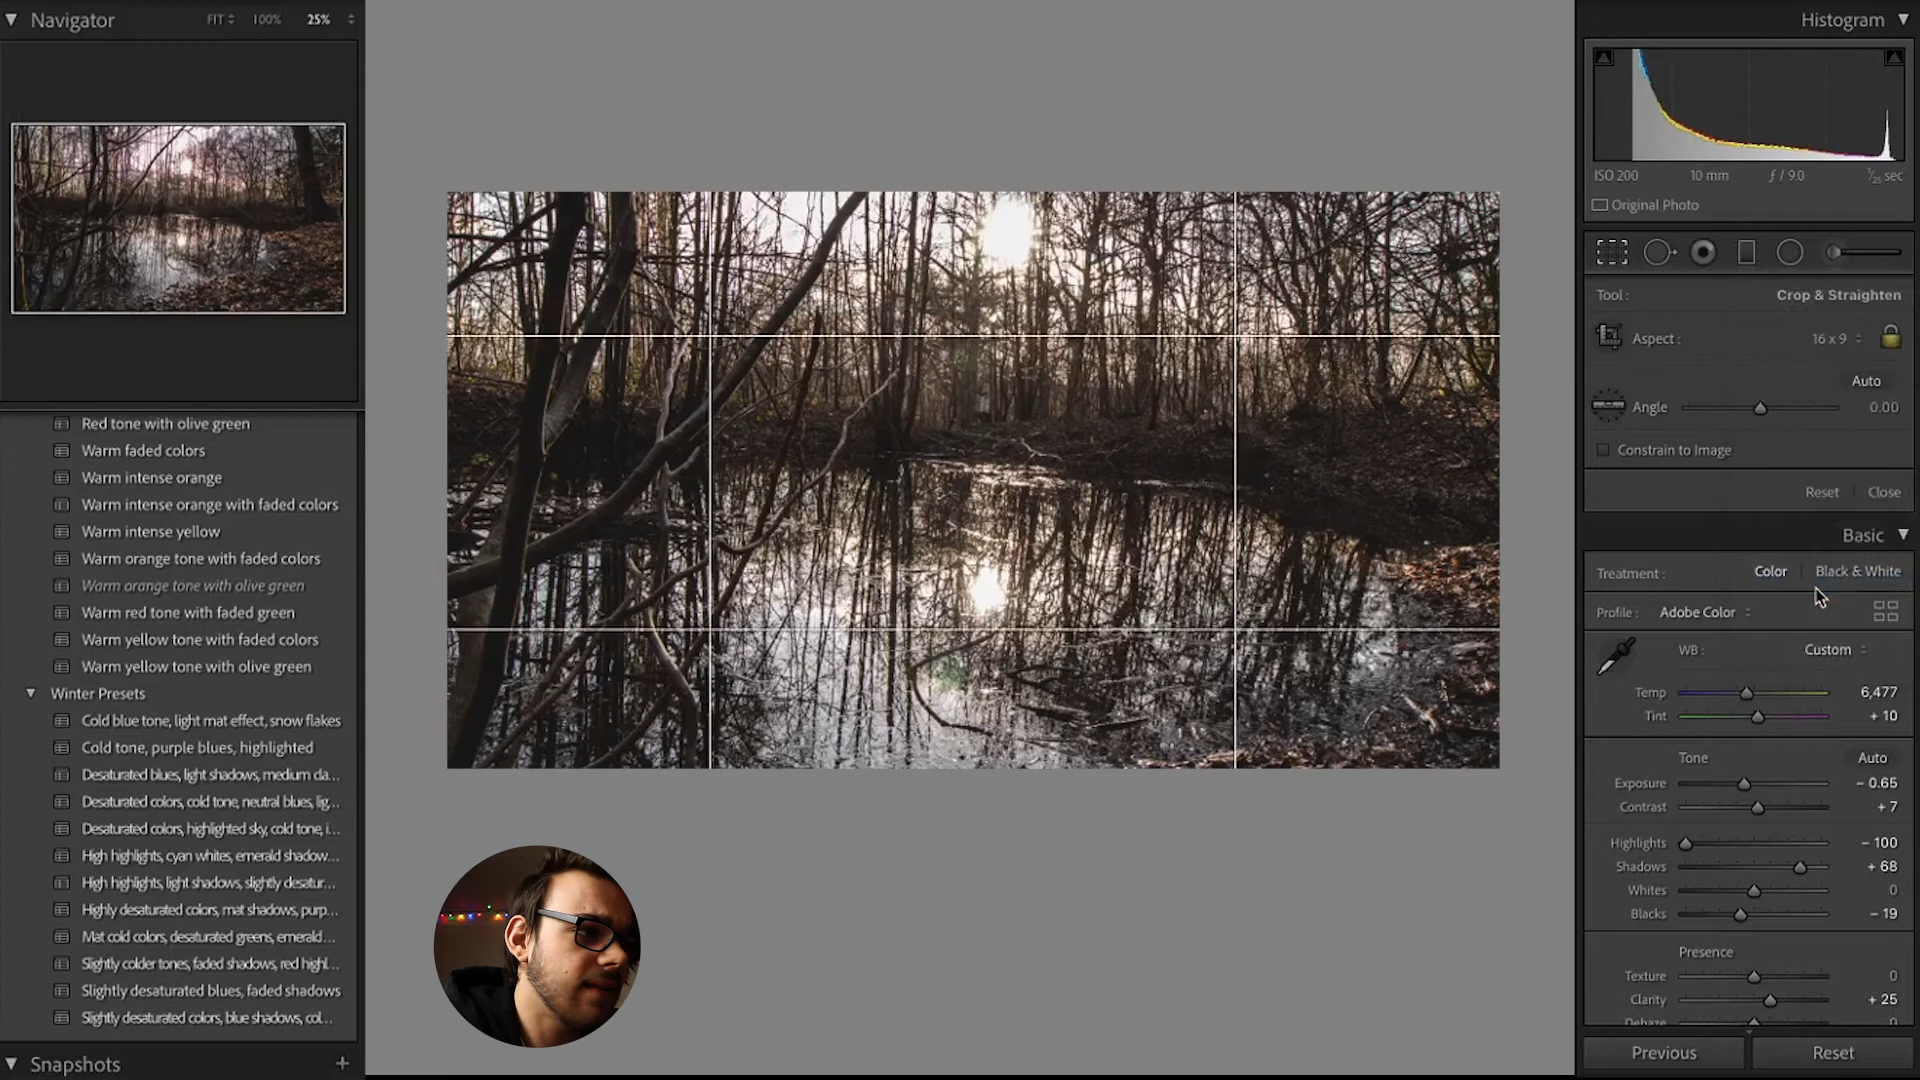 Navigator
FIT 100% 25%
Red tone with olive green
Warm faded colors
Warm intense orange
Warm intense orange with faded colors
Warm intense yellow
Warm orange tone with faded colors
Warm orange tone with olive green
Warm red tone with faded green
Warm yellow tone with faded colors
Warm yellow tone with olive green
Winter Presets
Cold blue tone, light mat effect, snow flakes
Cold tone, purple blues, highlighted
Desaturated blues, light shadows, medium cla...
Desaturated colors, cold tone, neutral blues, lig...
Desaturated colors, highlighted sky, cold tone, i...
High highlights, cyan whites, emerald shadow...
High highlights, light shadows, slightly desatur...
Highly desaturated colors, mat shadows, purp...
Mat cold colors, desaturated greens, emerald...
Slightly colder tones, faded shadows, red highl...
Slightly desaturated blues, faded shadows
Slightly desaturated colors, blue shadows, col...
Snapshots +
Histogram
ISO 200 10 mm ƒ / 9.0 1/25 sec
Original Photo
Tool : Crop & Straighten
Aspect : 16 x 9
Auto
Angle 0.00
Constrain to Image
Reset Close
Basic
Treatment : Color Black & White
Profile : Adobe Color
WB : Custom
Temp 6,477
Tint + 10
Tone Auto
Exposure − 0.65
Contrast + 7
Highlights − 100
Shadows + 68
Whites 0
Blacks − 19
Presence
Texture 0
Clarity + 25
Dehaze 0
Previous Reset